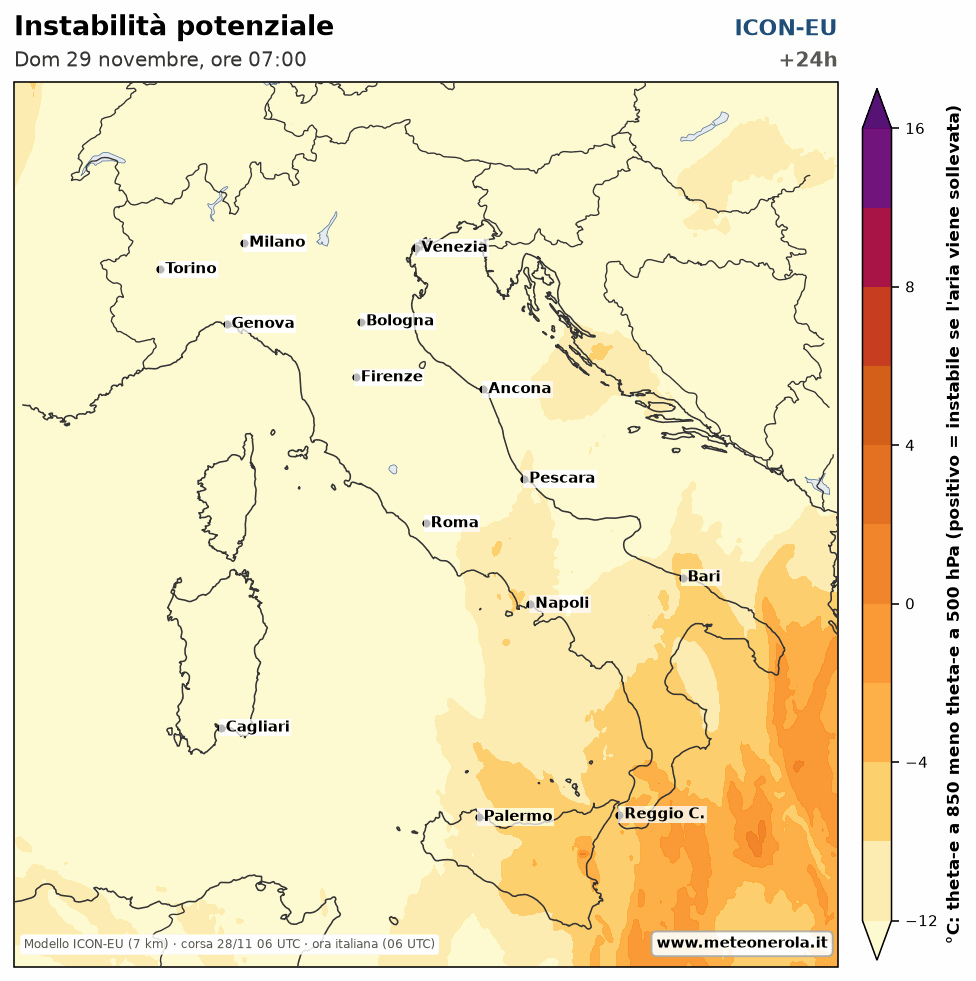 Instabilità potenziale
ICON-EU
Dom 29 novembre, ore 07:00
+24h
Milano
Venezia
Torino
Genova
Bologna
Firenze
Ancona
Pescara
Roma
Bari
Napoli
Cagliari
Palermo
Reggio C.
16
8
4
0
−4
−12
°C: theta-e a 850 meno theta-e a 500 hPa (positivo = instabile se l'aria viene sollevata)
Modello ICON-EU (7 km) · corsa 28/11 06 UTC · ora italiana (06 UTC)
www.meteonerola.it